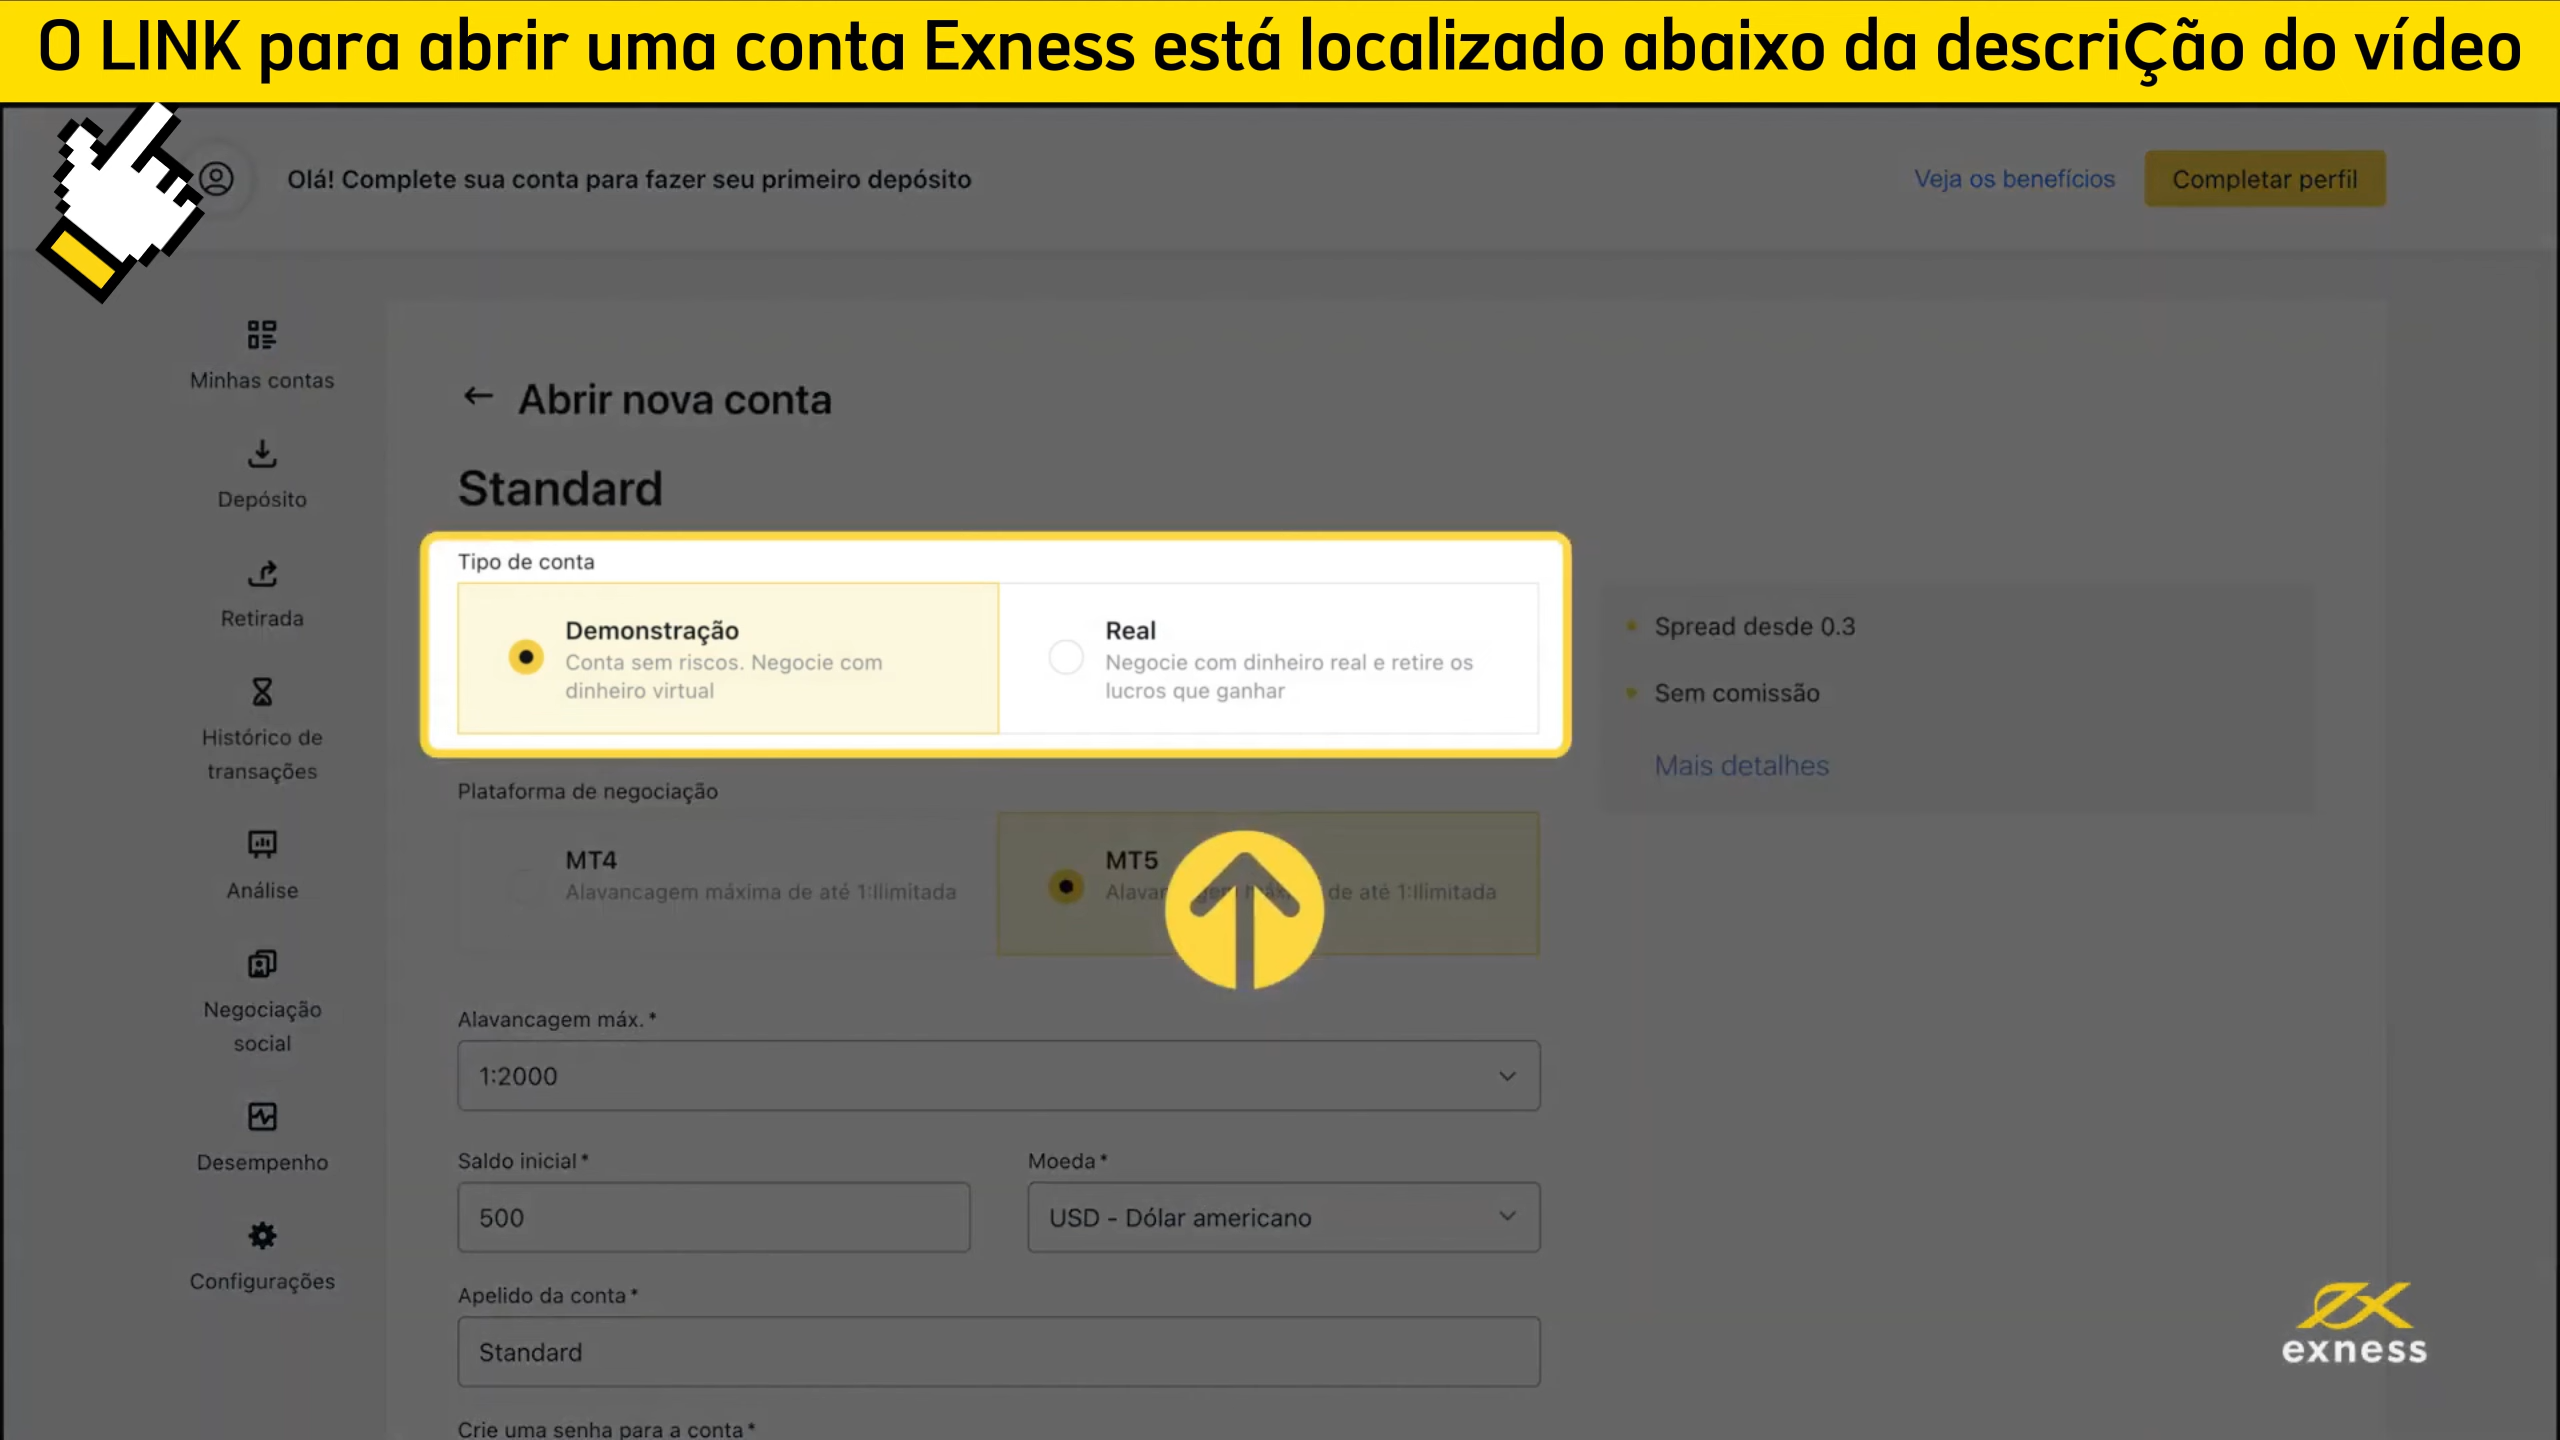 O LINK para abrir uma conta Exness está localizado abaixo da descriÇão do vídeo
Olá! Complete sua conta para fazer seu primeiro depósito
Veja os benefícios
Completar perfil
Minhas contas
Depósito
Retirada
Histórico de
transações
Análise
Negociação
social
Desempenho
Configurações
Abrir nova conta
Standard
Tipo de conta
Demonstração
Conta sem riscos. Negocie com
dinheiro virtual
Real
Negocie com dinheiro real e retire os
lucros que ganhar
Spread desde 0.3
Sem comissão
Mais detalhes
Plataforma de negociação
MT4
Alavancagem máxima de até 1:Ilimitada
MT5
de até 1:Ilimitada
Alavancagem máx.*
1:2000
Saldo inicial*
500
Moeda*
USD - Dólar americano
Apelido da conta*
Standard
Crie uma senha para a conta*
exness